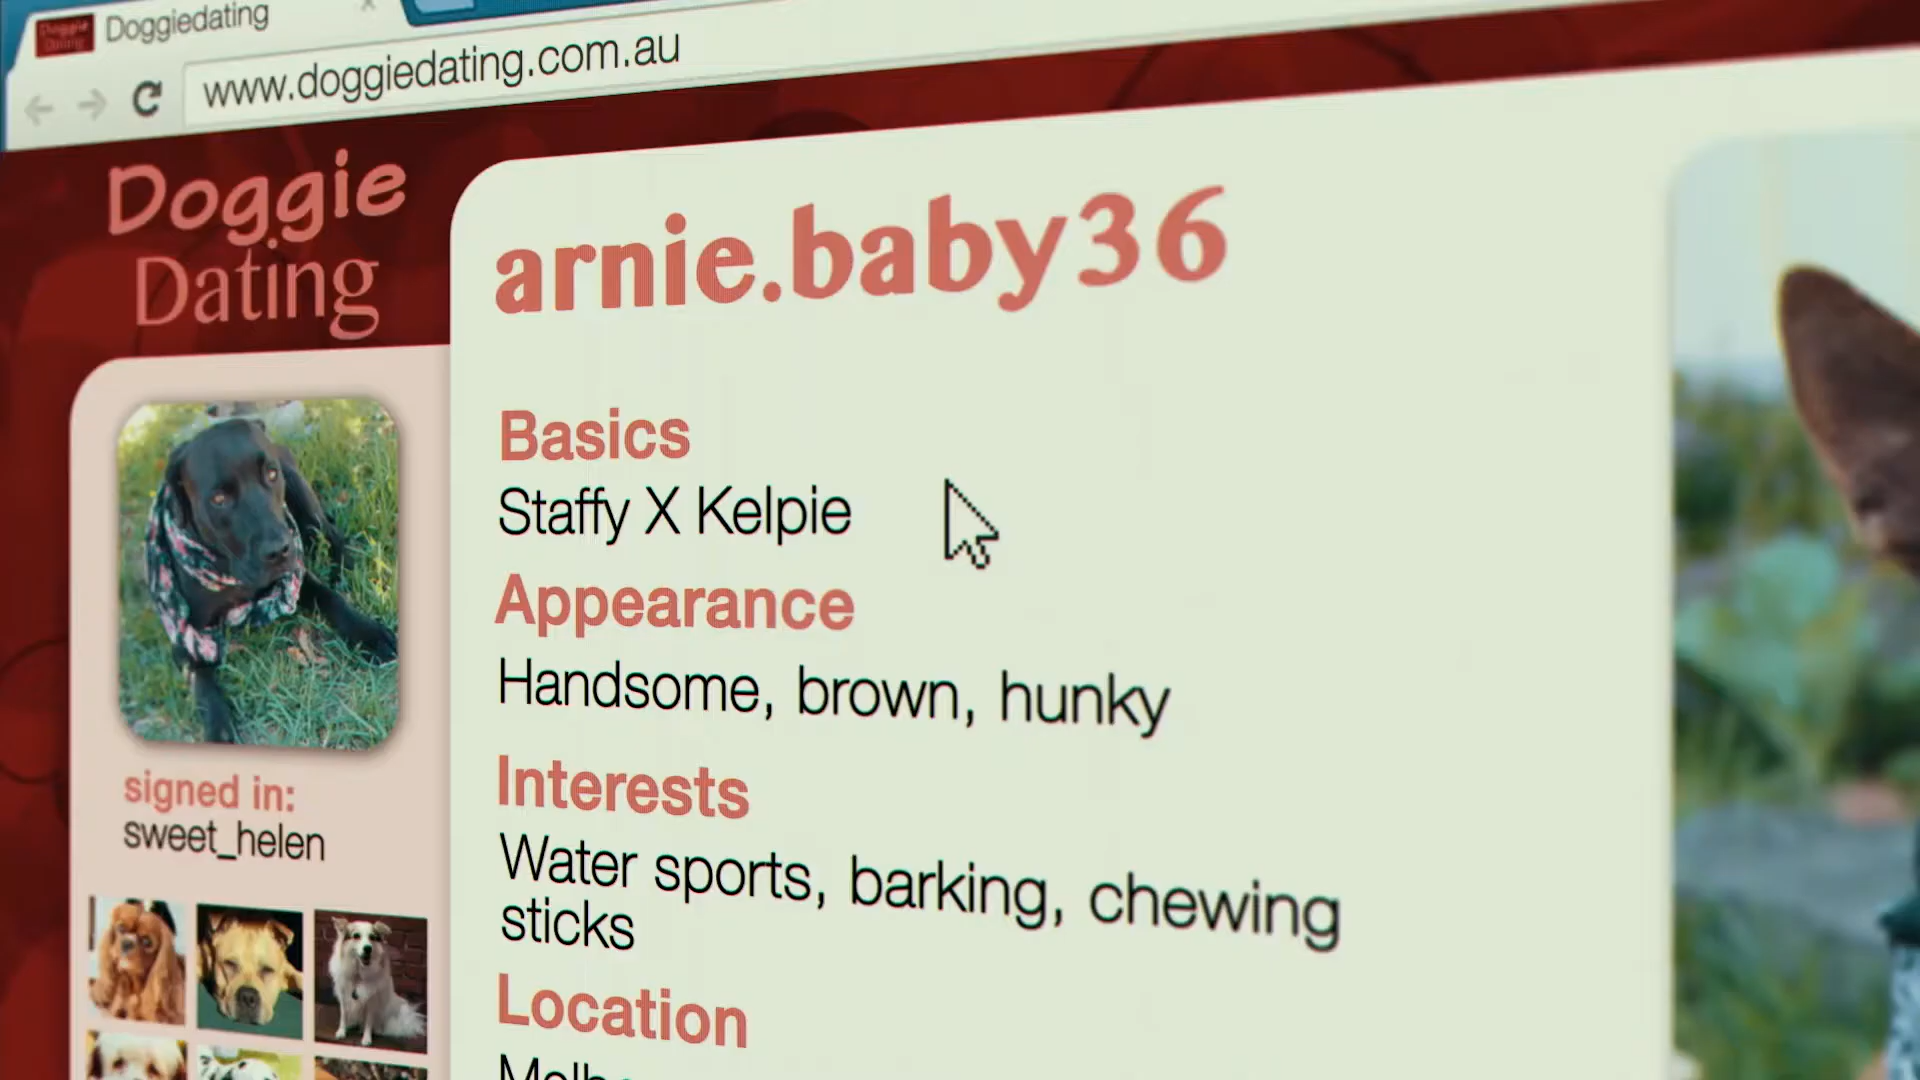 Doggiedating
www.doggiedating.com.au
Doggie
Dating
arnie.baby36
Basics
Staffy X Kelpie
Appearance
Handsome, brown, hunky
Interests
Water sports, barking, chewing
sticks
Location
signed in:
sweet_helen